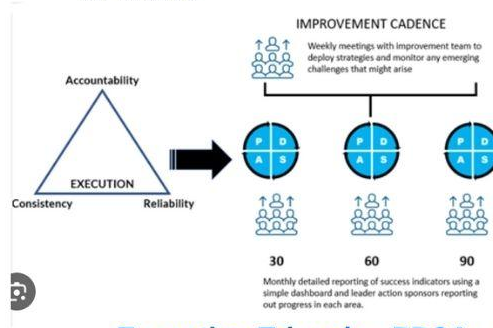 IMPROVEMENT CADENCE
Weekly meetings with improvement team to
deploy strategies and monitor any emerging
challenges that might arise
Accountability
EXECUTION
Consistency
Reliability
P D
A S
P D
A S
P D
A S
30
60
90
Monthly detailed reporting of success indicators using a
simple dashboard and leader action sponsors reporting
out progress in each area.